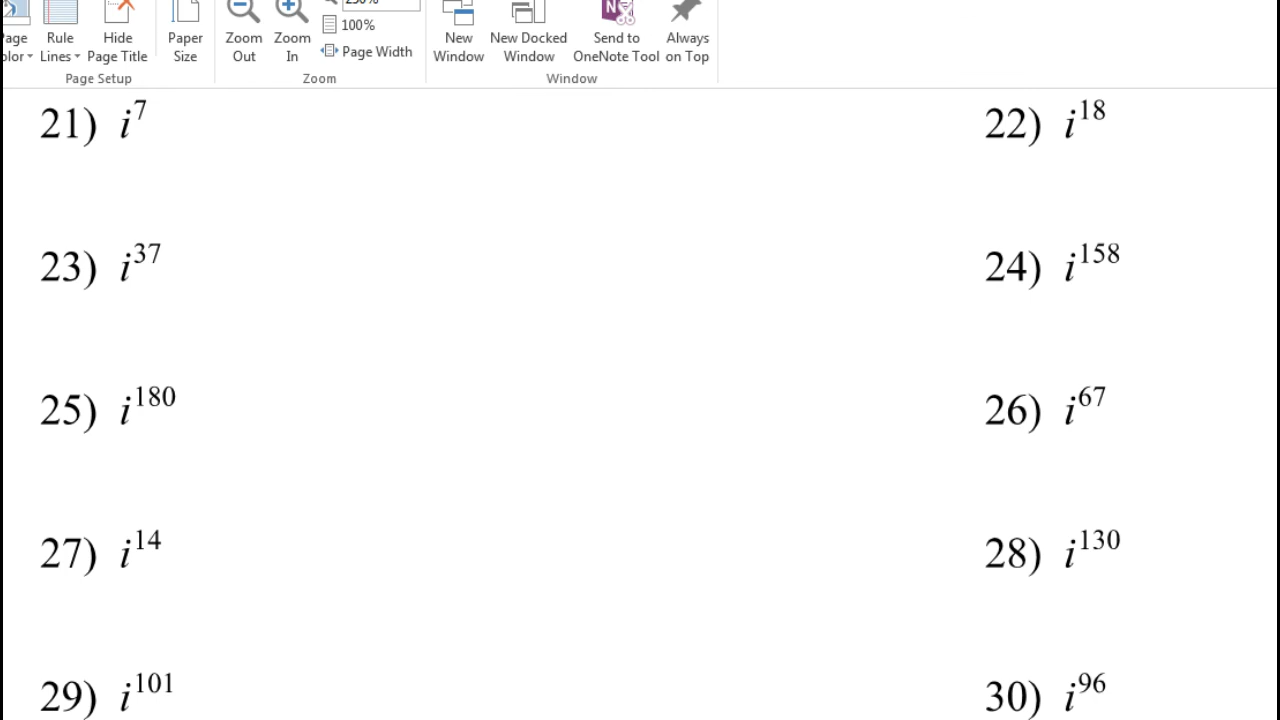 age Rule Hide Paper Zoom Zoom 100% New New Docked Send to Always
olor Lines Page Title Size Out In Page Width Window Window OneNote Tool on Top
Page Setup Zoom Window
21) i^7 22) i^18
23) i^37 24) i^158
25) i^180 26) i^67
27) i^14 28) i^130
29) i^101 30) i^96